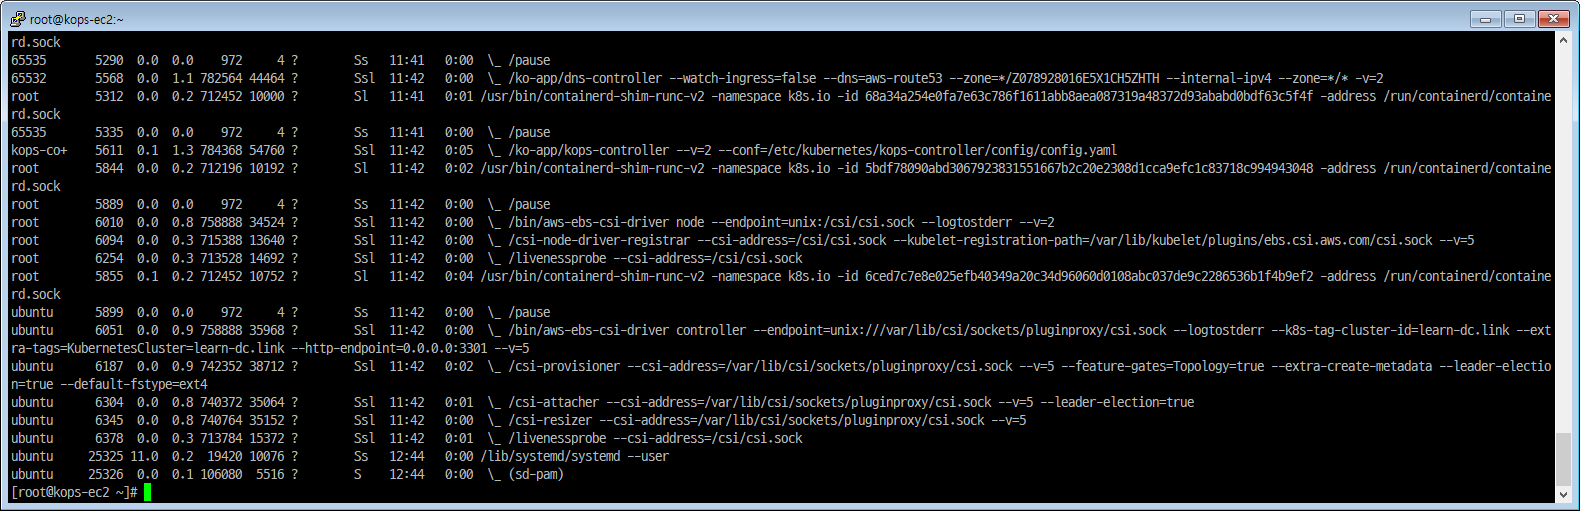 root@kops-ec2:~
rd.sock
65535      5290  0.0  0.0    972     4 ?        Ss   11:41   0:00  \_ /pause
65532      5568  0.0  1.1 782564 44464 ?        Ssl  11:42   0:00  \_ /ko-app/dns-controller --watch-ingress=false --dns=aws-route53 --zone=*/Z078928016E5X1CH5ZHTH --internal-ipv4 --zone=*/* -v=2
root       5312  0.0  0.2 712452 10000 ?        Sl   11:41   0:01 /usr/bin/containerd-shim-runc-v2 -namespace k8s.io -id 68a34a254e0fa7e63c786f1611abb8aea087319a48372d93ababd0bdf63c5f4f -address /run/containerd/containe
rd.sock
65535      5335  0.0  0.0    972     4 ?        Ss   11:41   0:00  \_ /pause
kops-co+   5611  0.1  1.3 784368 54760 ?        Ssl  11:42   0:05  \_ /ko-app/kops-controller --v=2 --conf=/etc/kubernetes/kops-controller/config/config.yaml
root       5844  0.0  0.2 712196 10192 ?        Sl   11:42   0:02 /usr/bin/containerd-shim-runc-v2 -namespace k8s.io -id 5bdf78090abd3067923831551667b2c20e2308d1cca9efc1c83718c994943048 -address /run/containerd/containe
rd.sock
root       5889  0.0  0.0    972     4 ?        Ss   11:42   0:00  \_ /pause
root       6010  0.0  0.8 758888 34524 ?        Ssl  11:42   0:00  \_ /bin/aws-ebs-csi-driver node --endpoint=unix:/csi/csi.sock --logtostderr --v=2
root       6094  0.0  0.3 715388 13640 ?        Ssl  11:42   0:00  \_ /csi-node-driver-registrar --csi-address=/csi/csi.sock --kubelet-registration-path=/var/lib/kubelet/plugins/ebs.csi.aws.com/csi.sock --v=5
root       6254  0.0  0.3 713528 14692 ?        Ssl  11:42   0:00  \_ /livenessprobe --csi-address=/csi/csi.sock
root       5855  0.1  0.2 712452 10752 ?        Sl   11:42   0:04 /usr/bin/containerd-shim-runc-v2 -namespace k8s.io -id 6ced7c7e8e025efb40349a20c34d96060d0108abc037de9c2286536b1f4b9ef2 -address /run/containerd/containe
rd.sock
ubuntu     5899  0.0  0.0    972     4 ?        Ss   11:42   0:00  \_ /pause
ubuntu     6051  0.0  0.9 758888 35968 ?        Ssl  11:42   0:00  \_ /bin/aws-ebs-csi-driver controller --endpoint=unix:///var/lib/csi/sockets/pluginproxy/csi.sock --logtostderr --k8s-tag-cluster-id=learn-dc.link --ext
ra-tags=KubernetesCluster=learn-dc.link --http-endpoint=0.0.0.0:3301 --v=5
ubuntu     6187  0.0  0.9 742352 38712 ?        Ssl  11:42   0:02  \_ /csi-provisioner --csi-address=/var/lib/csi/sockets/pluginproxy/csi.sock --v=5 --feature-gates=Topology=true --extra-create-metadata --leader-electio
n=true --default-fstype=ext4
ubuntu     6304  0.0  0.8 740372 35064 ?        Ssl  11:42   0:01  \_ /csi-attacher --csi-address=/var/lib/csi/sockets/pluginproxy/csi.sock --v=5 --leader-election=true
ubuntu     6345  0.0  0.8 740764 35152 ?        Ssl  11:42   0:00  \_ /csi-resizer --csi-address=/var/lib/csi/sockets/pluginproxy/csi.sock --v=5
ubuntu     6378  0.0  0.3 713784 15372 ?        Ssl  11:42   0:01  \_ /livenessprobe --csi-address=/csi/csi.sock
ubuntu    25325 11.0  0.2  19420 10076 ?        Ss   12:44   0:00 /lib/systemd/systemd --user
ubuntu    25326  0.0  0.1 106080  5516 ?        S    12:44   0:00  \_ (sd-pam)
[root@kops-ec2 ~]#